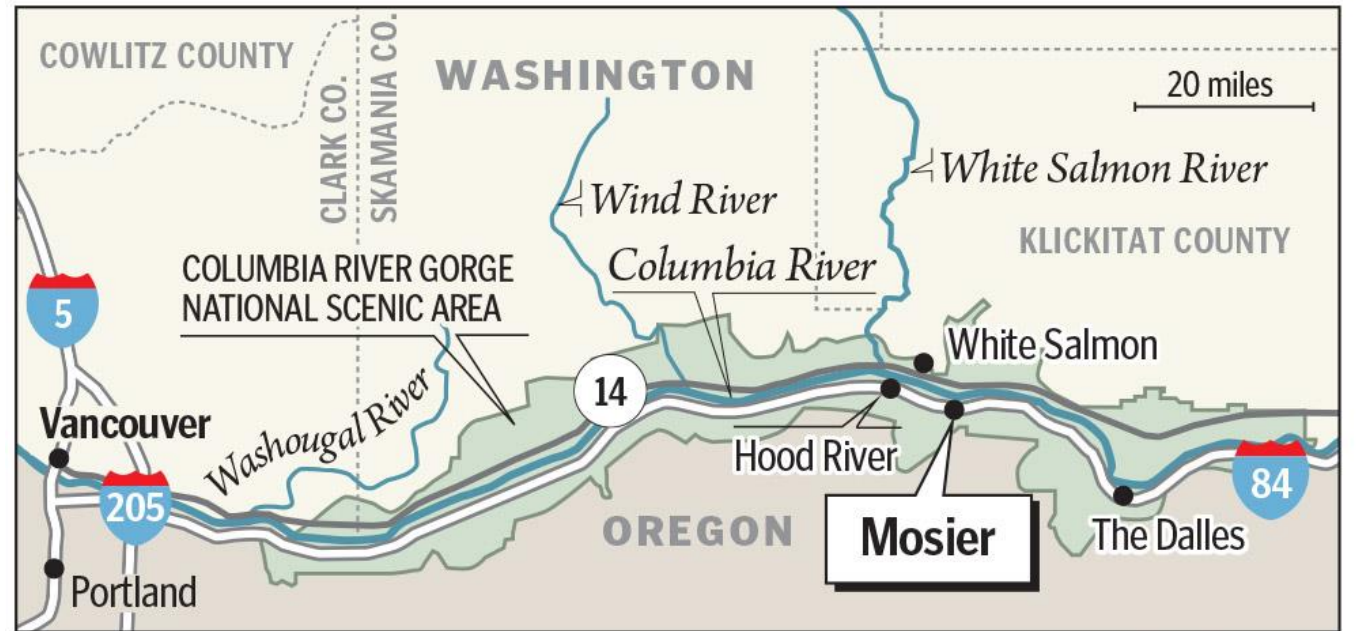 COWLITZ COUNTY
CLARK CO.
SKAMANIA CO.
WASHINGTON
20 miles
Wind River
White Salmon River
KLICKITAT COUNTY
COLUMBIA RIVER GORGE
NATIONAL SCENIC AREA
Columbia River
5
White Salmon
14
Washougal River
Vancouver
Hood River
205
84
OREGON
Mosier
The Dalles
Portland